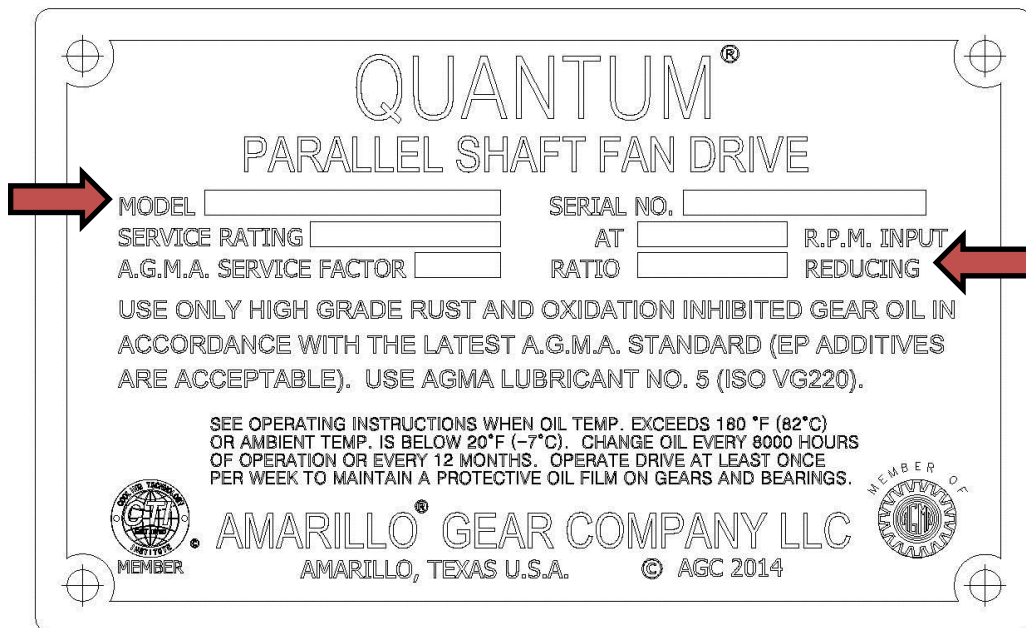 QUANTUM®
PARALLEL SHAFT FAN DRIVE
MODEL SERIAL NO.
SERVICE RATING AT R.P.M. INPUT
A.G.M.A. SERVICE FACTOR RATIO REDUCING
USE ONLY HIGH GRADE RUST AND OXIDATION INHIBITED GEAR OIL IN
ACCORDANCE WITH THE LATEST A.G.M.A. STANDARD (EP ADDITIVES
ARE ACCEPTABLE). USE AGMA LUBRICANT NO. 5 (ISO VG220).
SEE OPERATING INSTRUCTIONS WHEN OIL TEMP. EXCEEDS 180 °F (82°C)
OR AMBIENT TEMP. IS BELOW 20°F (-7°C). CHANGE OIL EVERY 8000 HOURS
OF OPERATION OR EVERY 12 MONTHS. OPERATE DRIVE AT LEAST ONCE
PER WEEK TO MAINTAIN A PROTECTIVE OIL FILM ON GEARS AND BEARINGS.
CTI
INSTITUTE
©
MEMBER
MEMBER OF
AGMA
AMARILLO® GEAR COMPANY LLC
AMARILLO, TEXAS U.S.A. © AGC 2014